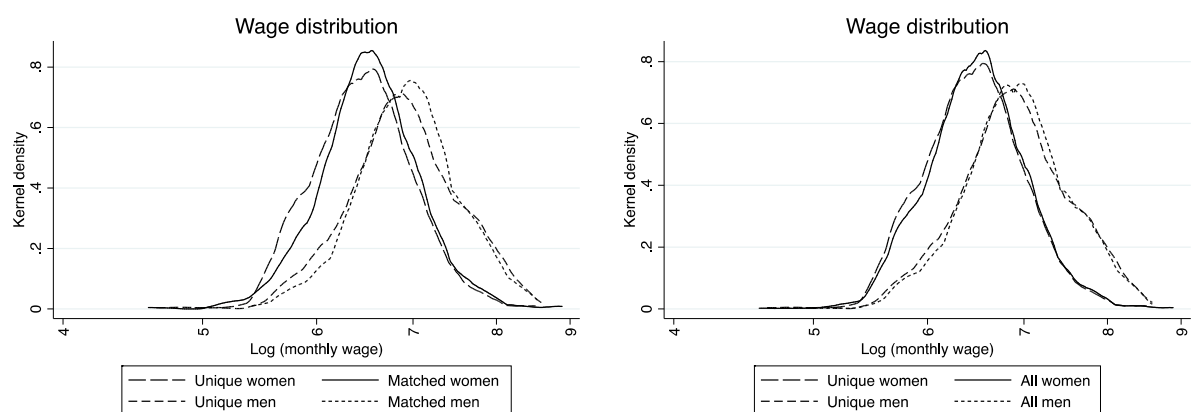 Wage distribution
Kernel density
.8
.6
.4
.2
0
4 5 6 7 8 9
Log (monthly wage)
Unique women Matched women
Unique men Matched men
Wage distribution
Kernel density
.8
.6
.4
.2
0
4 5 6 7 8 9
Log (monthly wage)
Unique women All women
Unique men All men